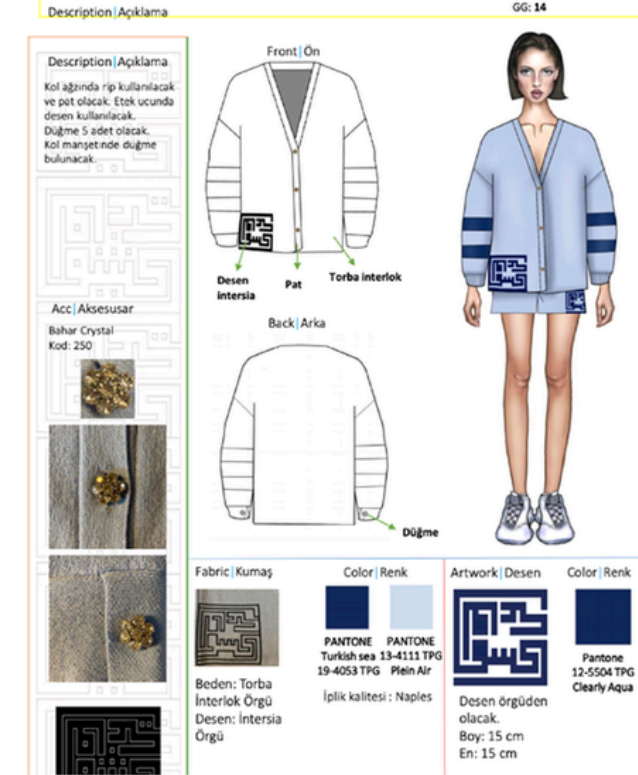 Description|Açıklama
GG: 14
Description|Açıklama
Kol ağzında rip kullanılacak
ve pat olacak. Etek ucunda
desen kullanılacak.
Düğme 5 adet olacak.
Kol manşetinde düğme
bulunacak.
Acc|Aksesusar
Bahar Crystal
Kod: 250
Front|Ön
Desen
intersia
Pat
Torba interlok
Back|Arka
Düğme
Fabric|Kumaş
Beden: Torba
İnterlok Örgü
Desen: İntersia
Örgü
Color|Renk
PANTONE
Turkish sea
19-4053 TPG
PANTONE
13-4111 TPG
Plein Air
İplik kalitesi : Naples
Artwork|Desen
Desen örgüden
olacak.
Boy: 15 cm
En: 15 cm
Color|Renk
Pantone
12-5504 TPG
Clearly Aqua